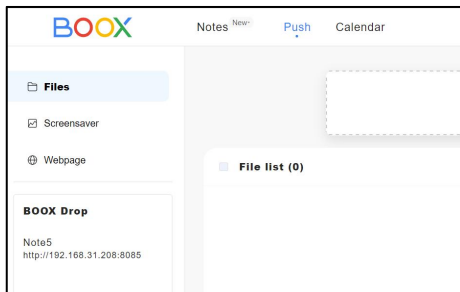 BOOX
Notes New·
Push
Calendar
Files
Screensaver
Webpage
File list (0)
BOOX Drop
Note5
http://192.168.31.208:8085